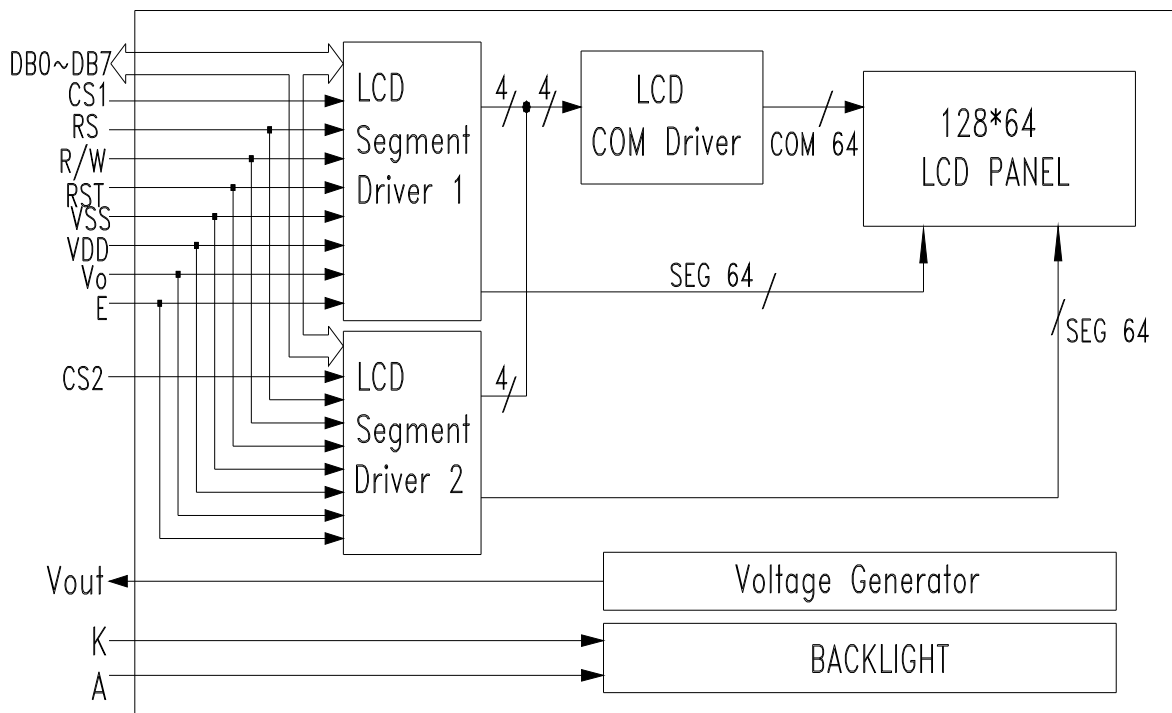 DB0~DB7
CS1
RS
R/W
RST
VSS
VDD
Vo
E
CS2
Vout
K
A
LCD
Segment
Driver 1
LCD
Segment
Driver 2
4
4
4
LCD
COM Driver
COM 64
128*64
LCD PANEL
SEG 64
SEG 64
Voltage Generator
BACKLIGHT